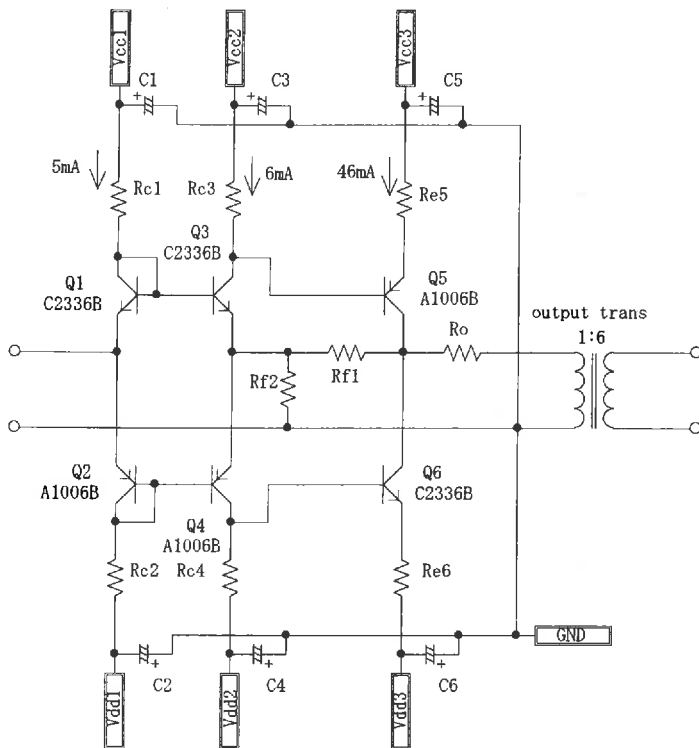 Vcc1
Vcc2
Vcc3
C1
C3
C5
+
+
+
5mA
6mA
46mA
Rc1
Rc3
Re5
Q3
C2336B
Q1
C2336B
Q5
A1006B
output trans
1:6
Ro
Rf1
Rf2
Q2
A1006B
Q6
C2336B
Q4
A1006B
Rc2
Rc4
Re6
GND
+
+
+
C2
C4
C6
Vdd1
Vdd2
Vdd3